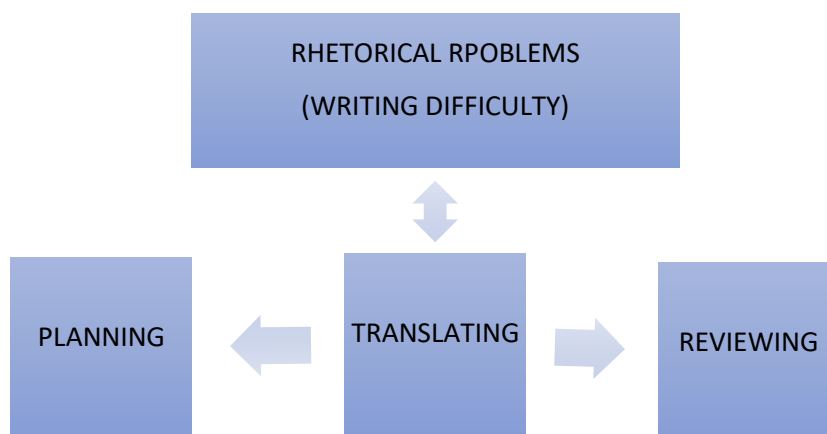 RHETORICAL RPOBLEMS
(WRITING DIFFICULTY)
PLANNING
TRANSLATING
REVIEWING